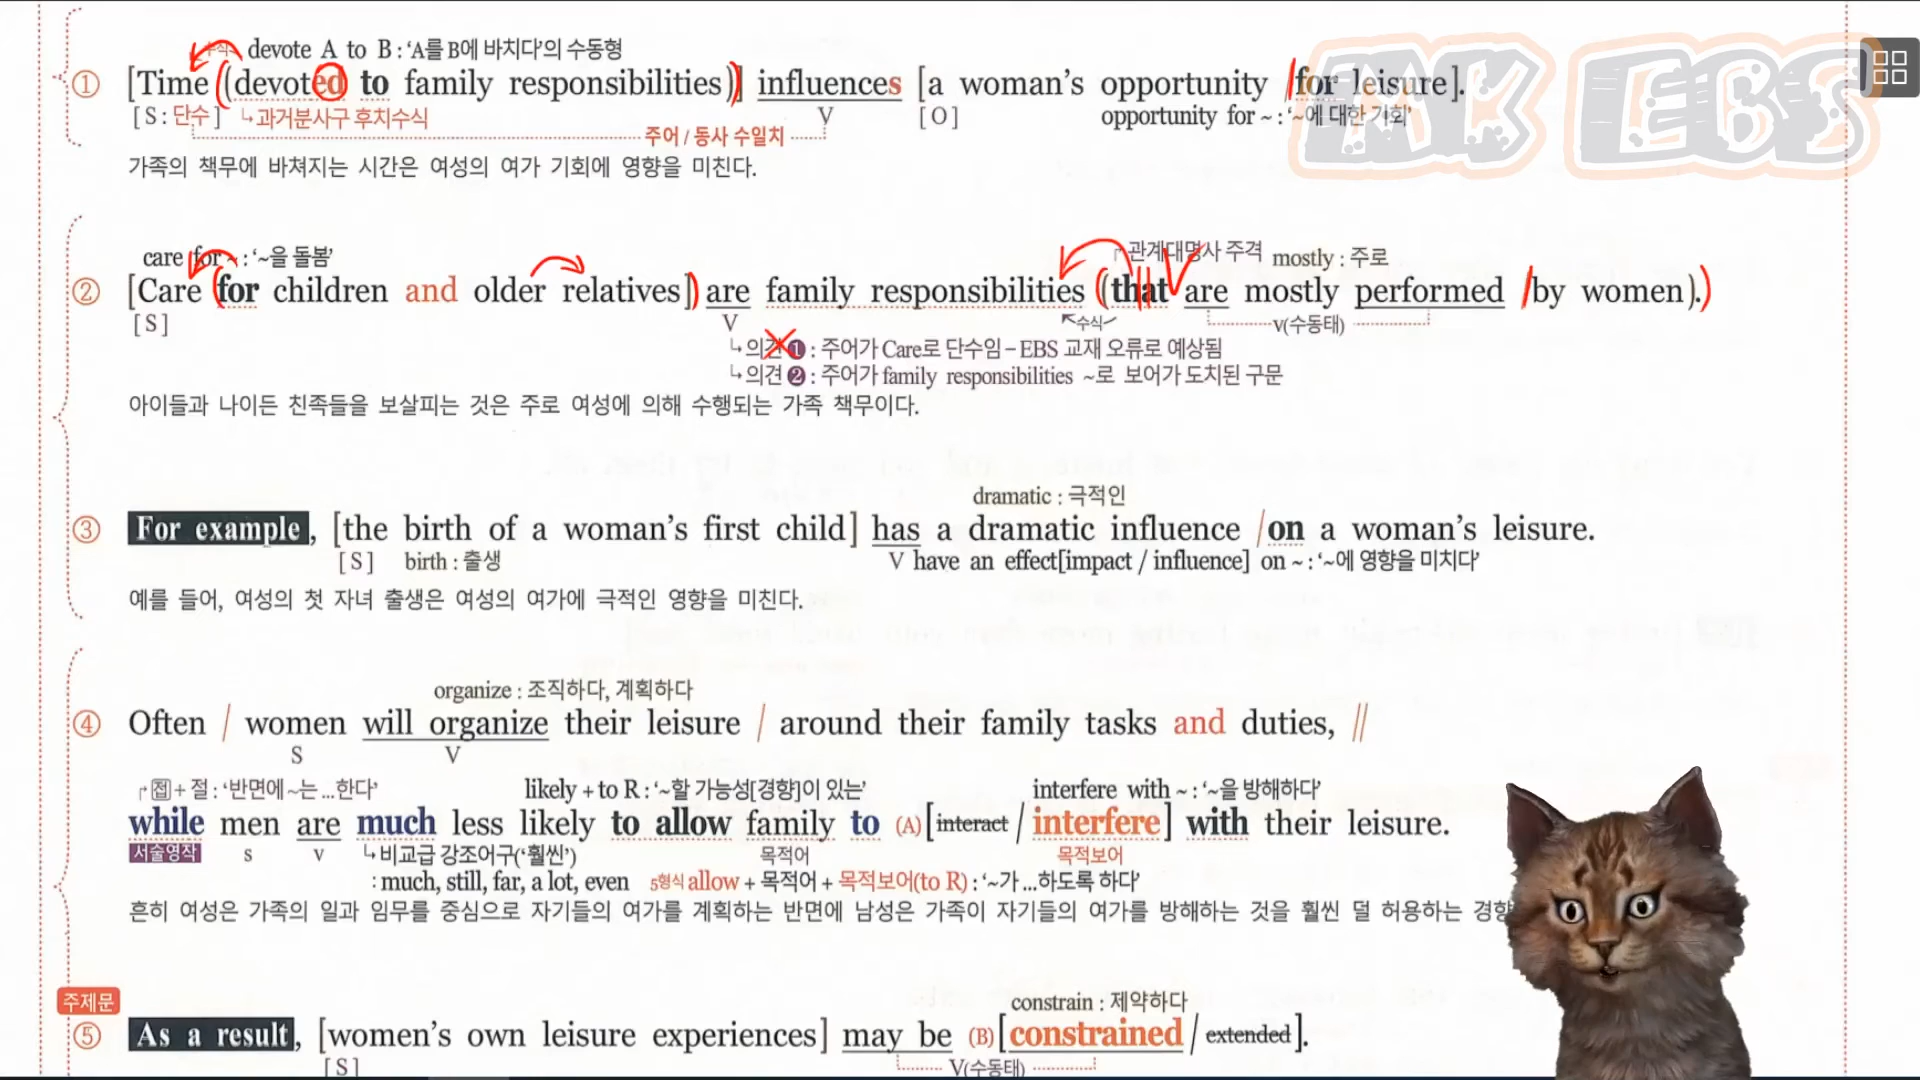 devote A to B : ‘A를 B에 바치다’의 수동형
① [Time (devoted to family responsibilities)] influences [a woman’s opportunity / for leisure].
[ S : 단수 ] ↳과거분사구 후치수식 V [ O ] opportunity for ~ : ‘~에 대한 기회’
주어 / 동사 수일치
가족의 책무에 바쳐지는 시간은 여성의 여가 기회에 영향을 미친다.
MK EBS
care for ~ : ‘~을 돌봄’ 관계대명사 주격 mostly : 주로
② [Care for children and older relatives] are family responsibilities (that are mostly performed / by women).
[ S ] V 수식 v(수동태)
↳의견 ❶ : 주어가 Care로 단수임 – EBS 교재 오류로 예상됨
↳의견 ❷ : 주어가 family responsibilities ~로 보어가 도치된 구문
아이들과 나이든 친족들을 보살피는 것은 주로 여성에 의해 수행되는 가족 책무이다.
dramatic : 극적인
③ For example, [the birth of a woman’s first child] has a dramatic influence / on a woman’s leisure.
[ S ] birth : 출생 V have an effect[impact / influence] on ~ : ‘~에 영향을 미치다’
예를 들어, 여성의 첫 자녀 출생은 여성의 여가에 극적인 영향을 미친다.
organize : 조직하다, 계획하다
④ Often / women will organize their leisure / around their family tasks and duties, //
S V
접 + 절 : ‘반면에 ~는 ...한다’ likely + to R : ‘~할 가능성[경향]이 있는’ interfere with ~ : ‘~을 방해하다’
while men are much less likely to allow family to (A) [interact / interfere] with their leisure.
서술영작 s v ↳비교급 강조어구(‘훨씬’) 목적어 목적보어
: much, still, far, a lot, even 5형식 allow + 목적어 + 목적보어(to R) : ‘~가 ...하도록 하다’
흔히 여성은 가족의 일과 임무를 중심으로 자기들의 여가를 계획하는 반면에 남성은 가족이 자기들의 여가를 방해하는 것을 훨씬 덜 허용하는 경향
주제문 constrain : 제약하다
⑤ As a result, [women’s own leisure experiences] may be (B) [constrained / extended].
[ S ] V(수동태)